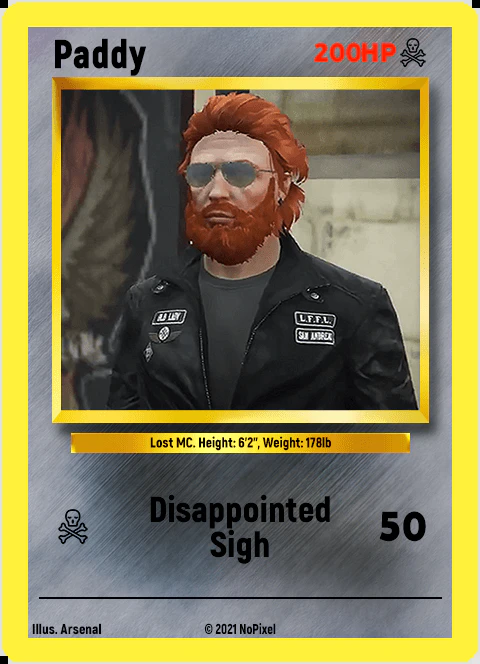 Paddy
200HP
OLD LADY
L.F.F.L.
SAN ANDREAS
Lost MC. Height: 6'2", Weight: 178lb
Disappointed
Sigh
50
Illus. Arsenal
© 2021 NoPixel